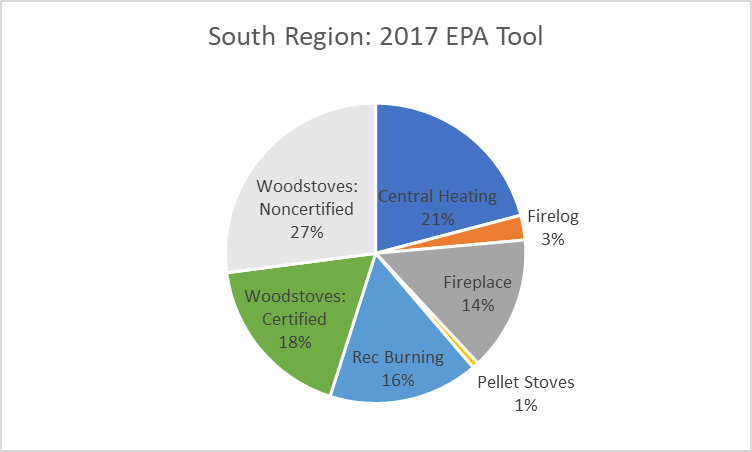 South Region: 2017 EPA Tool
Central Heating
21%
Firelog
3%
Fireplace
14%
Pellet Stoves
1%
Rec Burning
16%
Woodstoves:
Certified
18%
Woodstoves:
Noncertified
27%